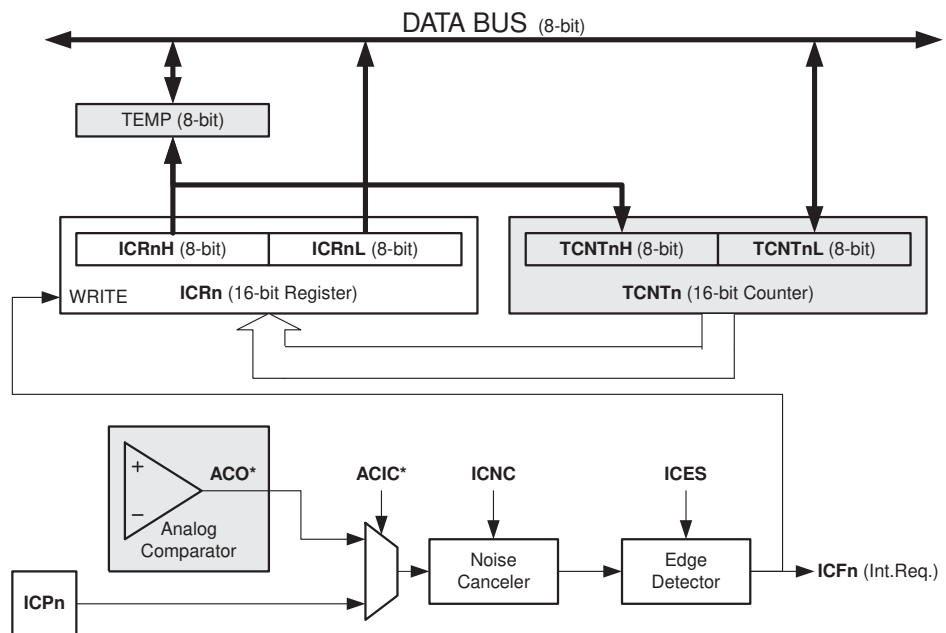 DATA BUS (8-bit)
TEMP (8-bit)
ICRnH (8-bit)
ICRnL (8-bit)
TCNTnH (8-bit)
TCNTnL (8-bit)
WRITE
ICRn (16-bit Register)
TCNTn (16-bit Counter)
+
−
ACO*
Analog
Comparator
ACIC*
ICNC
ICES
Noise
Canceler
Edge
Detector
ICFn (Int.Req.)
ICPn